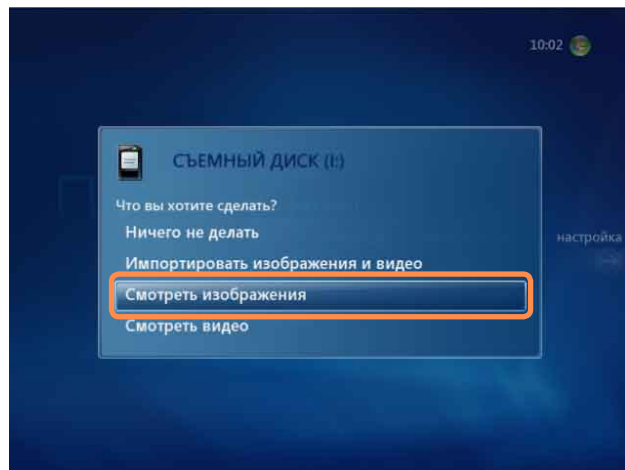 10:02
СЪЕМНЫЙ ДИСК (I:)
Что вы хотите сделать?
Ничего не делать
настройка
Импортировать изображения и видео
Смотреть изображения
Смотреть видео